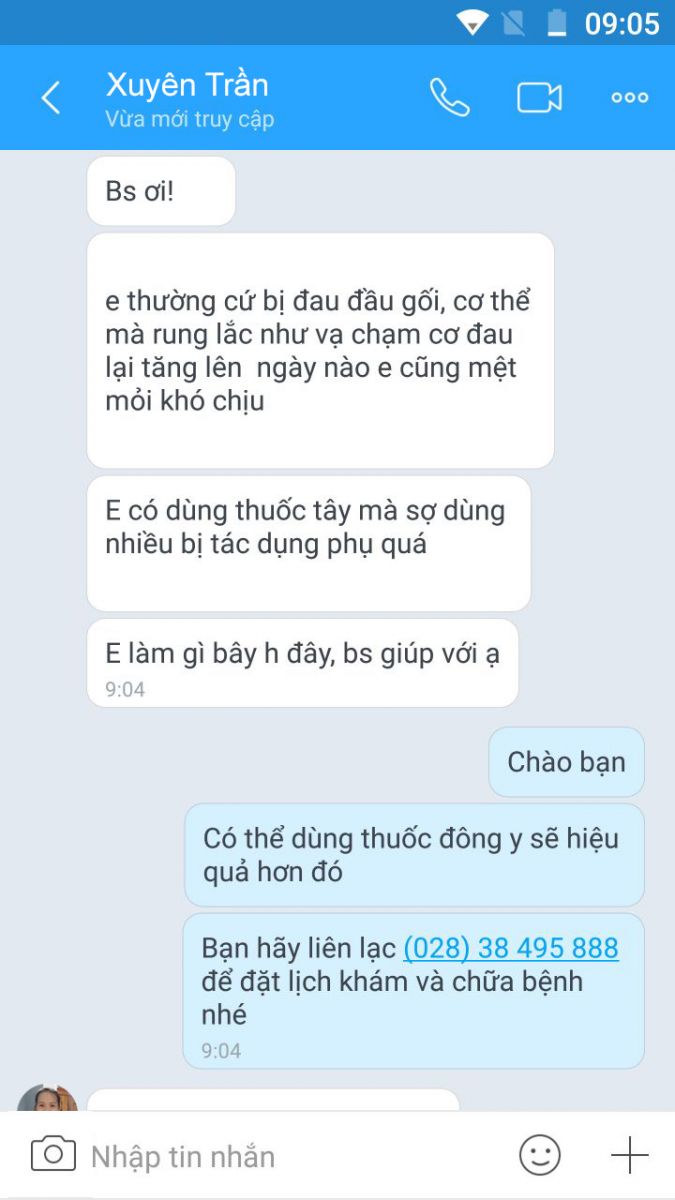 09:05
Xuyên Trần
Vừa mới truy cập
Bs ơi!
e thường cứ bị đau đầu gối, cơ thể
mà rung lắc như vạ chạm cơ đau
lại tăng lên ngày nào e cũng mệt
mỏi khó chịu
E có dùng thuốc tây mà sợ dùng
nhiều bị tác dụng phụ quá
E làm gì bây h đây, bs giúp với ạ
9:04
Chào bạn
Có thể dùng thuốc đông y sẽ hiệu
quả hơn đó
Bạn hãy liên lạc (028) 38 495 888
để đặt lịch khám và chữa bệnh
nhé
9:04
Nhập tin nhắn